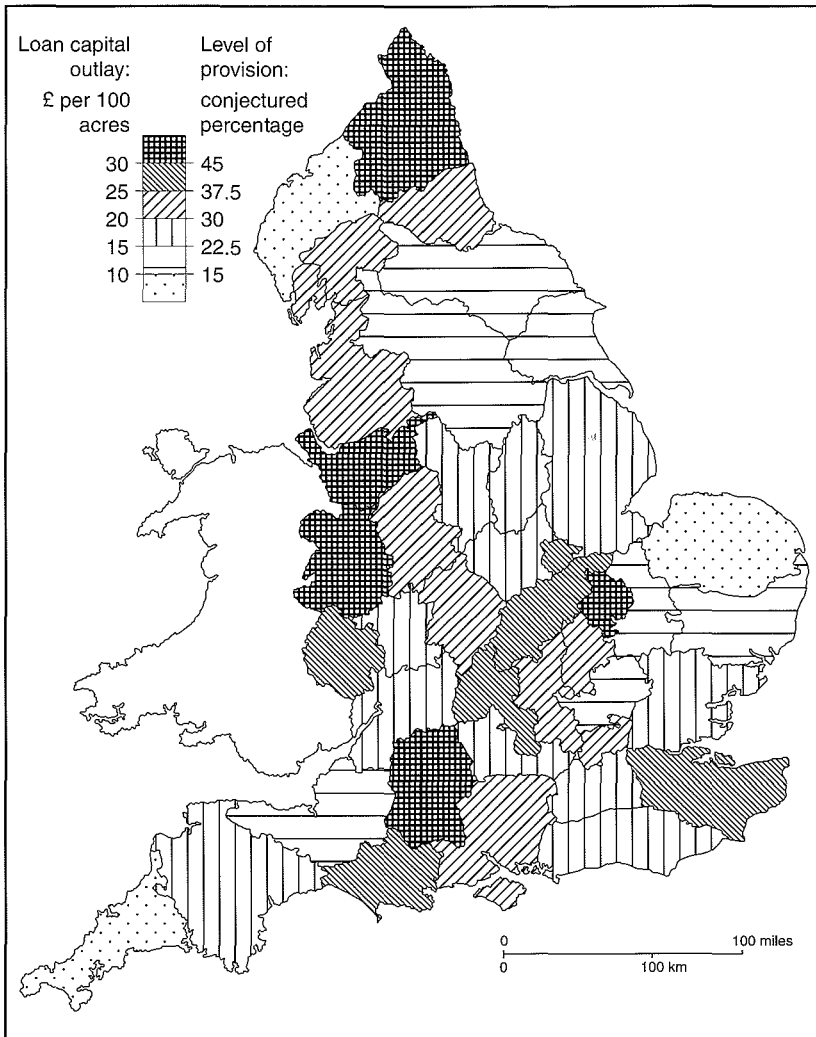 Loan capital
outlay:
£ per 100
acres
Level of
provision:
conjectured
percentage
30 45
25 37.5
20 30
15 22.5
10 15
0 100 miles
0 100 km